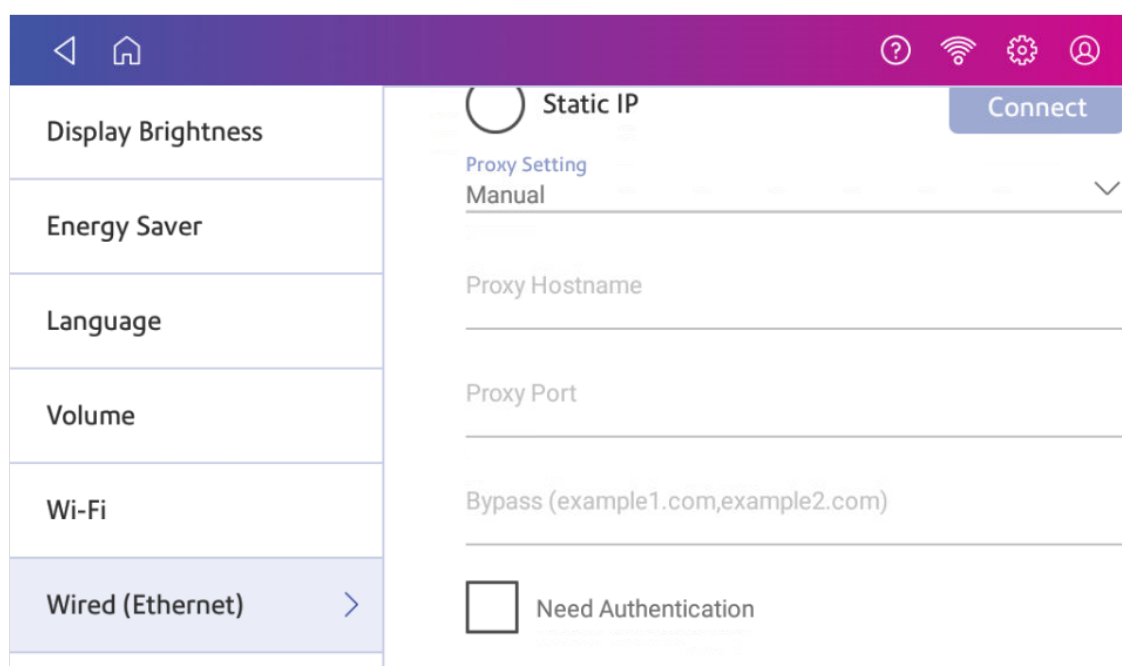 Display Brightness
Energy Saver
Language
Volume
Wi-Fi
Wired (Ethernet)
Static IP
Connect
Proxy Setting
Manual
Proxy Hostname
Proxy Port
Bypass (example1.com,example2.com)
Need Authentication